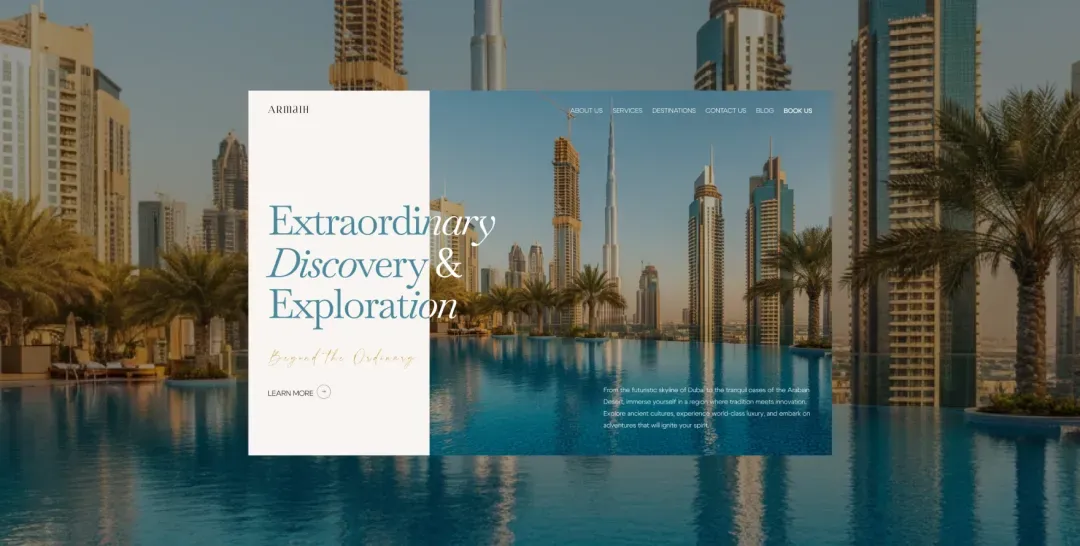 ARMATH
ABOUT US SERVICES DESTINATIONS CONTACT US BLOG BOOK US
Extraordinary
Discovery &
Exploration
Beyond the Ordinary
LEARN MORE
From the futuristic skyline of Dubai to the tranquil oases of the Arabian
Desert, immerse yourself in a region where tradition meets innovation.
Explore ancient cultures, experience world-class luxury, and embark on
adventures that will ignite your spirit.